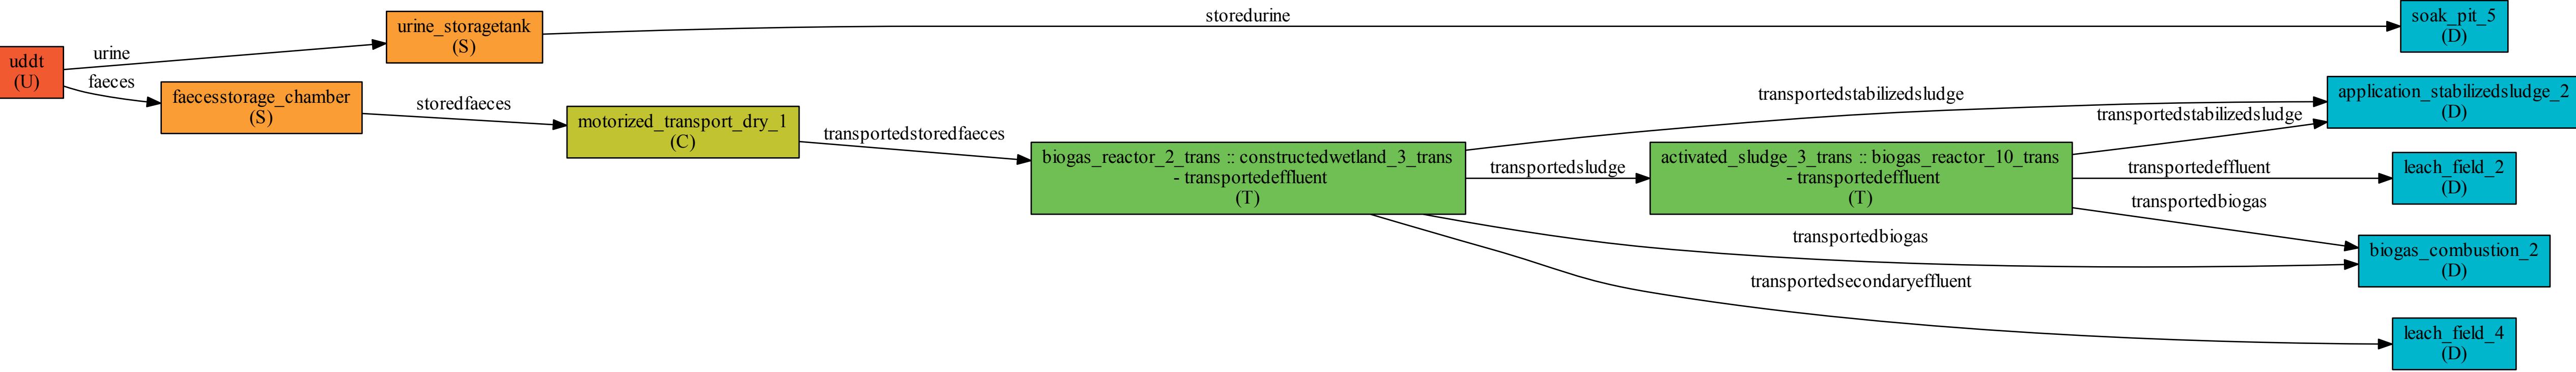 uddt
(U)
urine
faeces
urine_storagetank
(S)
faecesstorage_chamber
(S)
storedurine
storedfaeces
motorized_transport_dry_1
(C)
transportedstoredfaeces
biogas_reactor_2_trans :: constructedwetland_3_trans
- transportedeffluent
(T)
transportedstabilizedsludge
transportedsludge
activated_sludge_3_trans :: biogas_reactor_10_trans
- transportedeffluent
(T)
transportedstabilizedsludge
transportedeffluent
transportedbiogas
transportedbiogas
transportedsecondaryeffluent
soak_pit_5
(D)
application_stabilizedsludge_2
(D)
leach_field_2
(D)
biogas_combustion_2
(D)
leach_field_4
(D)